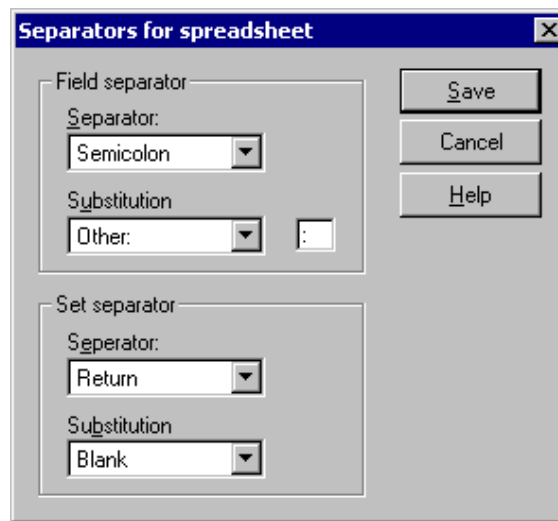 Separators for spreadsheet
Field separator
Separator:
Semicolon
Substitution
Other:
:
Set separator
Seperator:
Return
Substitution
Blank
Save
Cancel
Help